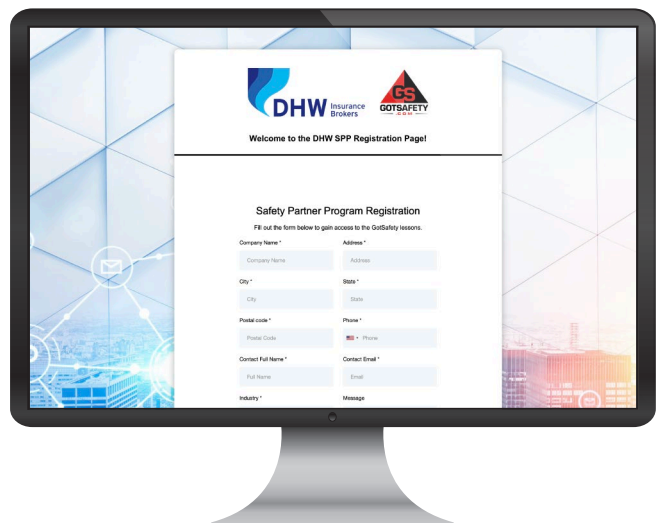 DHW Insurance
Brokers
GS
GOTSAFETY
.COM
Welcome to the DHW SPP Registration Page!
Safety Partner Program Registration
Fill out the form below to gain access to the GotSafety lessons.
Company Name * Address *
Company Name Address
City * State *
City State
Postal code * Phone *
Postal Code Phone
Contact Full Name * Contact Email *
Full Name Email
Industry * Message